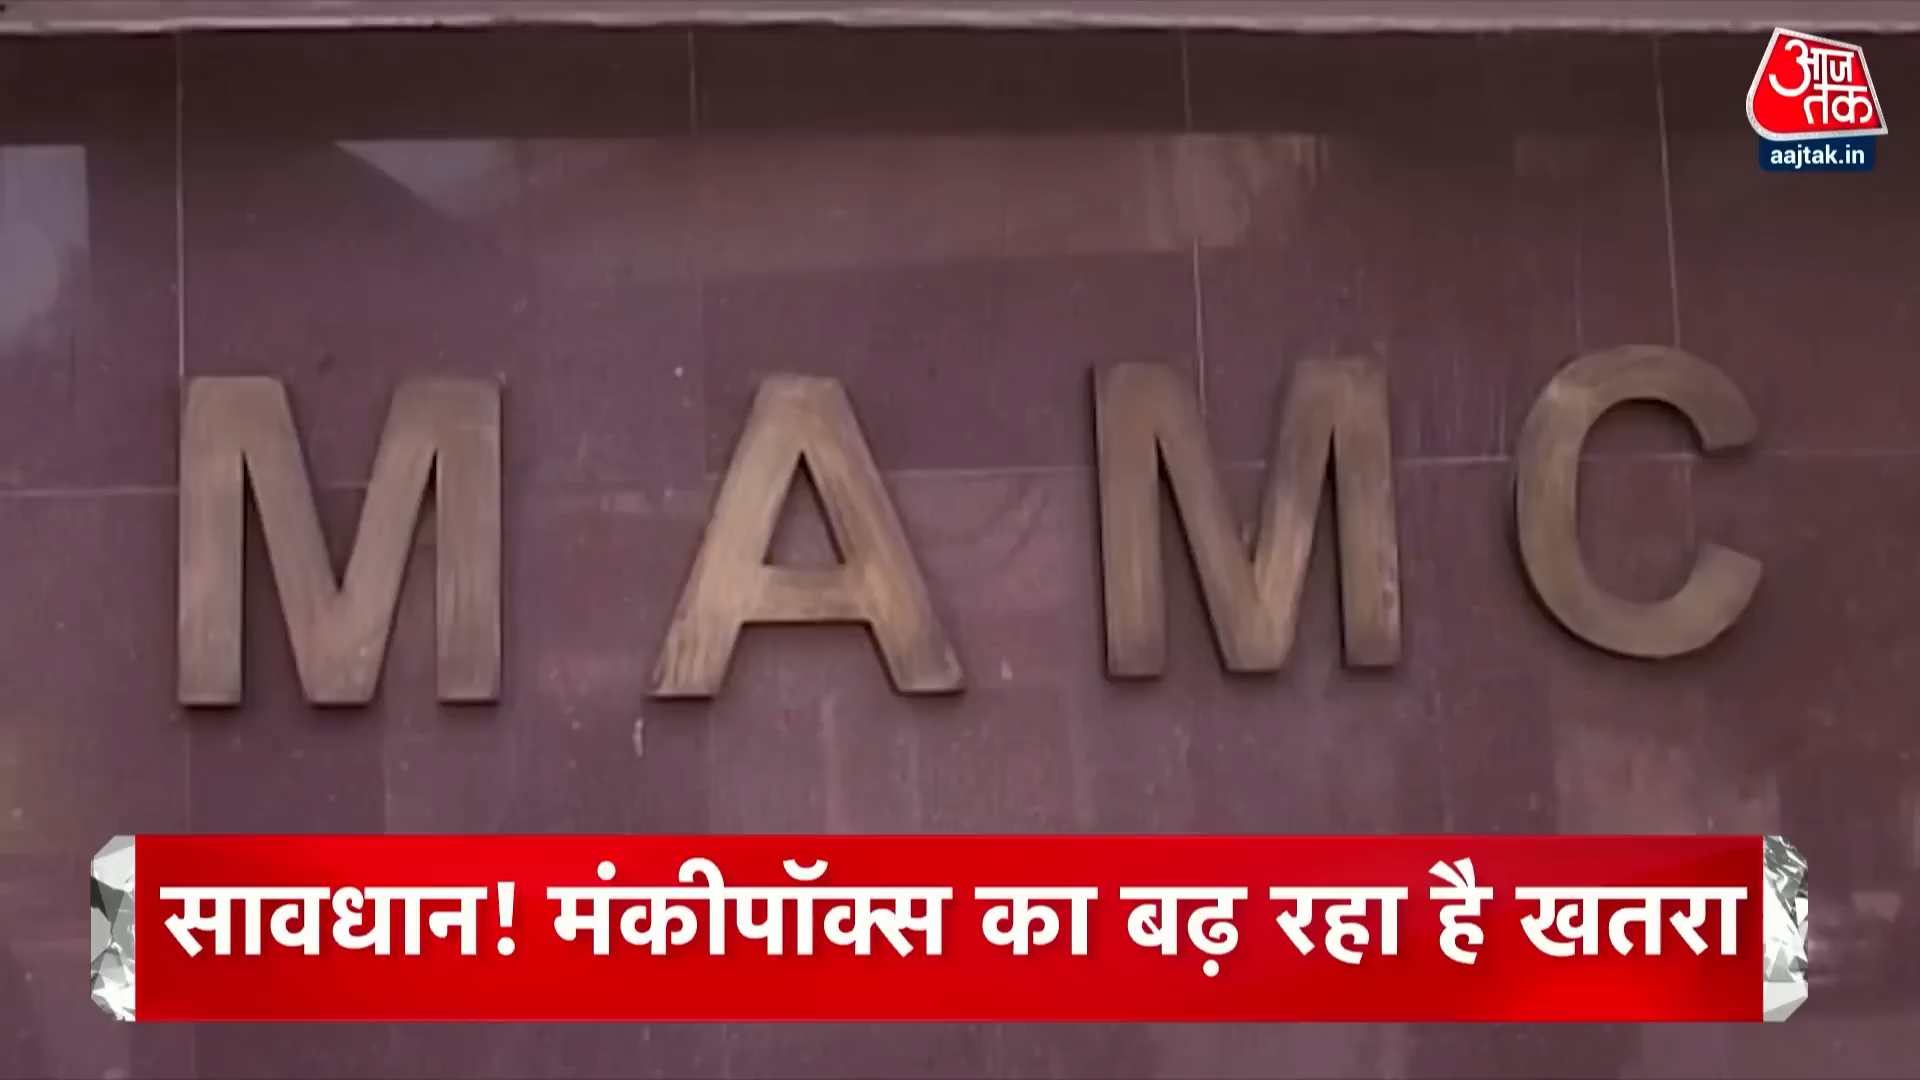 आज
तक
aajtak.in
MAMC
सावधान! मंकीपॉक्स का बढ़ रहा है खतरा